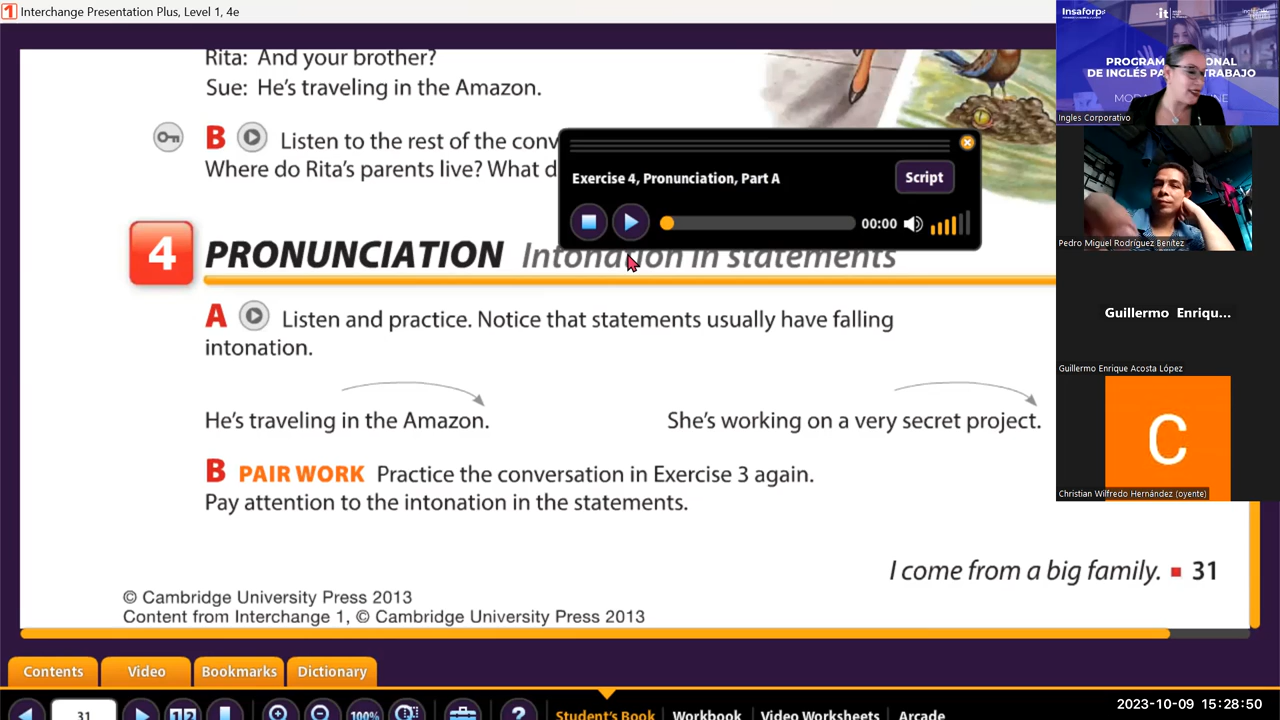 Interchange Presentation Plus, Level 1, 4e
Rita: And your brother?
Sue: He's traveling in the Amazon.
B Listen to the rest of the conv
Where do Rita's parents live? What d
Exercise 4, Pronunciation, Part A
Script
00:00
4 PRONUNCIATION Intonation in statements
A Listen and practice. Notice that statements usually have falling
intonation.
He's traveling in the Amazon. She's working on a very secret project.
B PAIR WORK Practice the conversation in Exercise 3 again.
Pay attention to the intonation in the statements.
I come from a big family. ▪ 31
© Cambridge University Press 2013
Content from Interchange 1, © Cambridge University Press 2013
Contents Video Bookmarks Dictionary
31 100% ? Student's Book Workbook Video Worksheets Arcade
Insaforp
Ingles Corporativo
Pedro Miguel Rodríguez Benítez
Guillermo Enriqu...
Guillermo Enrique Acosta López
C
Christian Wilfredo Hernández (oyente)
2023-10-09 15:28:50